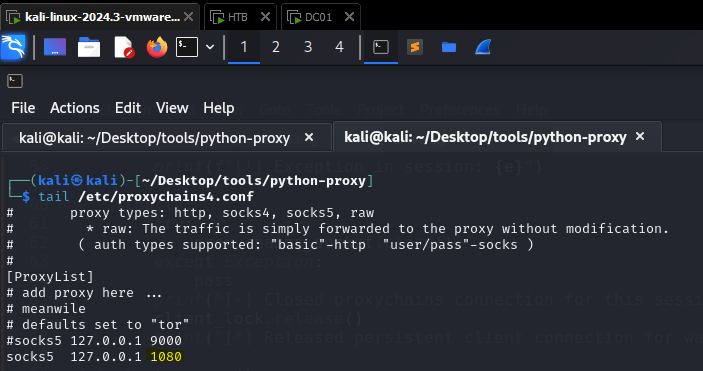 kali-linux-2024.3-vmware... HTB DC01
1 2 3 4
File Actions Edit View Help
kali@kali: ~/Desktop/tools/python-proxy kali@kali: ~/Desktop/tools/python-proxy
┌──(kali㉿kali)-[~/Desktop/tools/python-proxy]
└─$ tail /etc/proxychains4.conf
# proxy types: http, socks4, socks5, raw
# * raw: The traffic is simply forwarded to the proxy without modification.
# ( auth types supported: "basic"-http "user/pass"-socks )
#
[ProxyList]
# add proxy here ...
# meanwile
# defaults set to "tor"
#socks5 127.0.0.1 9000
socks5 127.0.0.1 1080